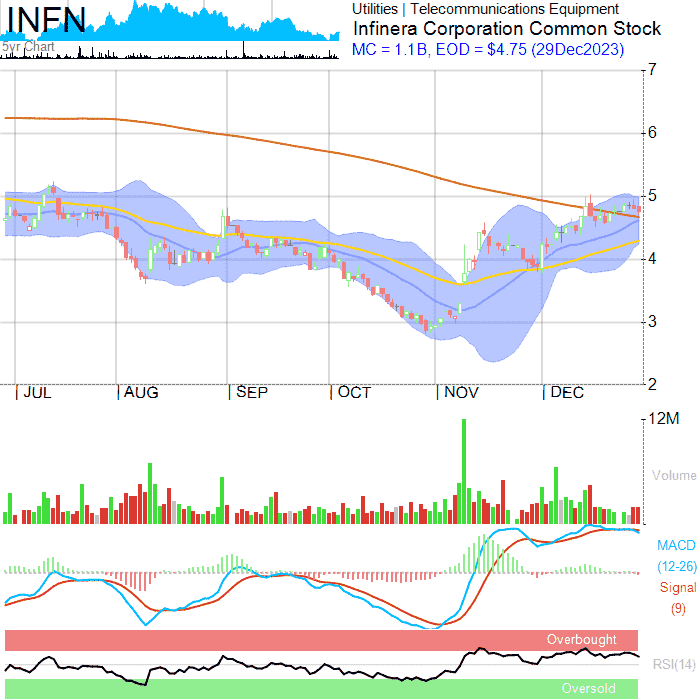 INFN
5yr Chart
Utilities | Telecommunications Equipment
Infinera Corporation Common Stock
MC = 1.1B, EOD = $4.75 (29Dec2023)
7
6
5
4
3
2
| JUL | AUG | SEP | OCT | NOV | DEC
12M
Volume
MACD
(12-26)
Signal
(9)
Overbought
RSI(14)
Oversold